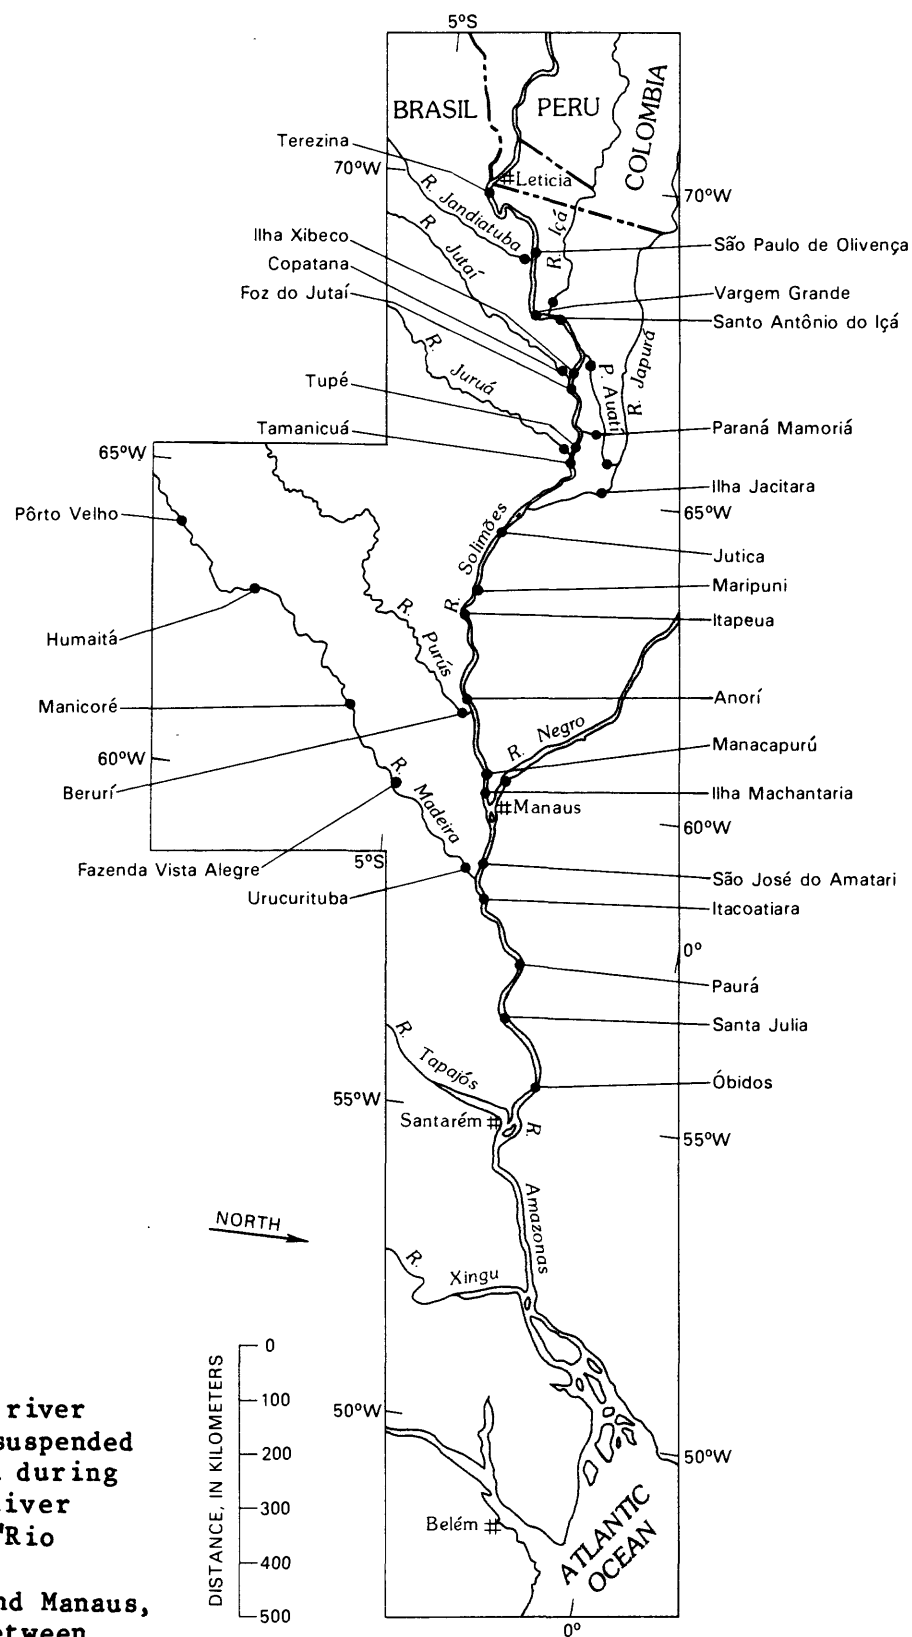 5°S
BRASIL
PERU
COLOMBIA
Terezina
70°W
Leticia
70°W
R. Jandiatuba
R. Içá
São Paulo de Olivença
Ilha Xibeco
R. Jutaí
Copatana
Foz do Jutaí
Vargem Grande
Santo Antônio do Içá
R. Juruá
P. Auatí
R. Japurá
Tupé
Tamanicuá
Paraná Mamoriá
65°W
Ilha Jacitara
65°W
Pôrto Velho
R. Solimões
Jutica
Maripuni
Itapeua
Humaitá
R. Purús
Manicoré
Anorí
R. Negro
Manacapurú
60°W
Berurí
R. Madeira
Ilha Machantaria
Manaus
60°W
5°S
Fazenda Vista Alegre
Urucurituba
São José do Amatari
Itacoatiara
0°
Paurá
Santa Julia
R. Tapajós
Óbidos
55°W
Santarém
55°W
R. Amazonas
NORTH
R. Xingu
DISTANCE, IN KILOMETERS
0
100
200
300
400
500
50°W
50°W
Belém
ATLANTIC
OCEAN
0°
river
suspended
during
iver
"Rio
nd Manaus,
etween